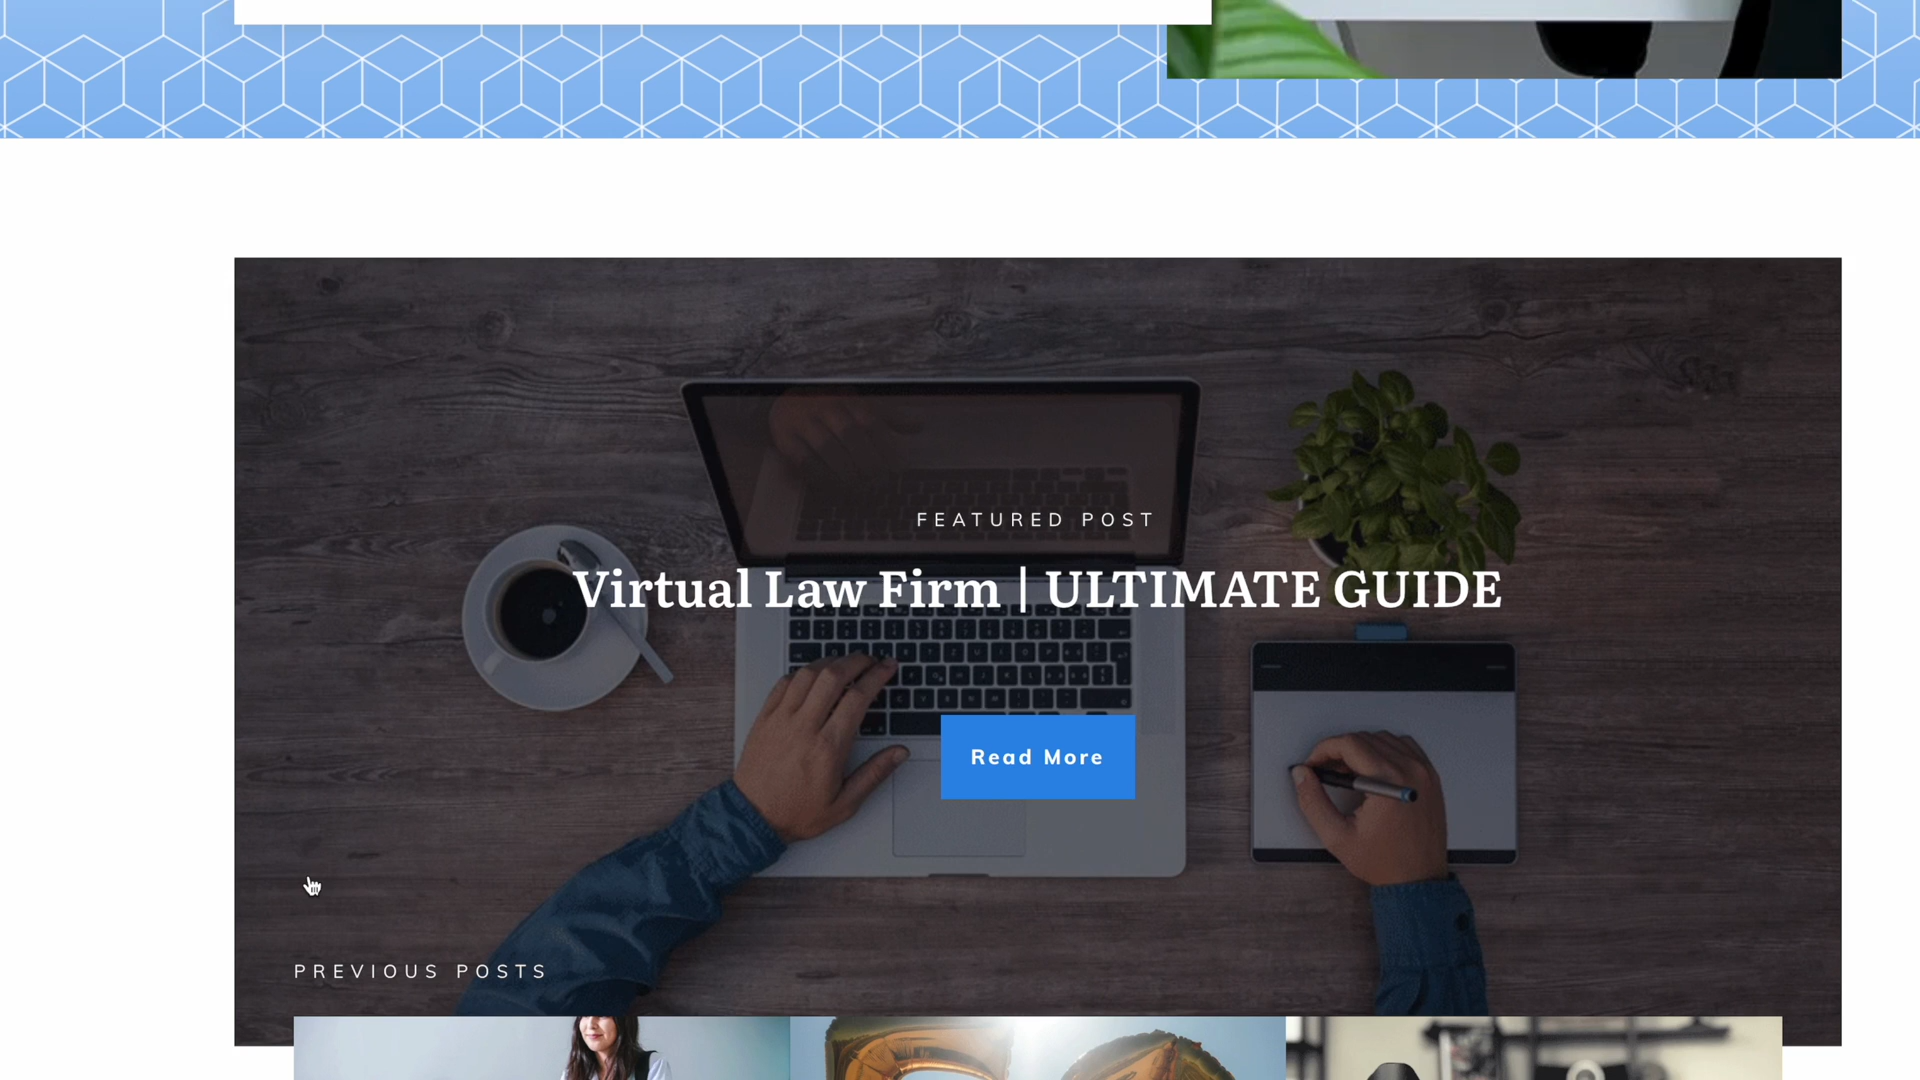 FEATURED POST
Virtual Law Firm | ULTIMATE GUIDE
Read More
PREVIOUS POSTS